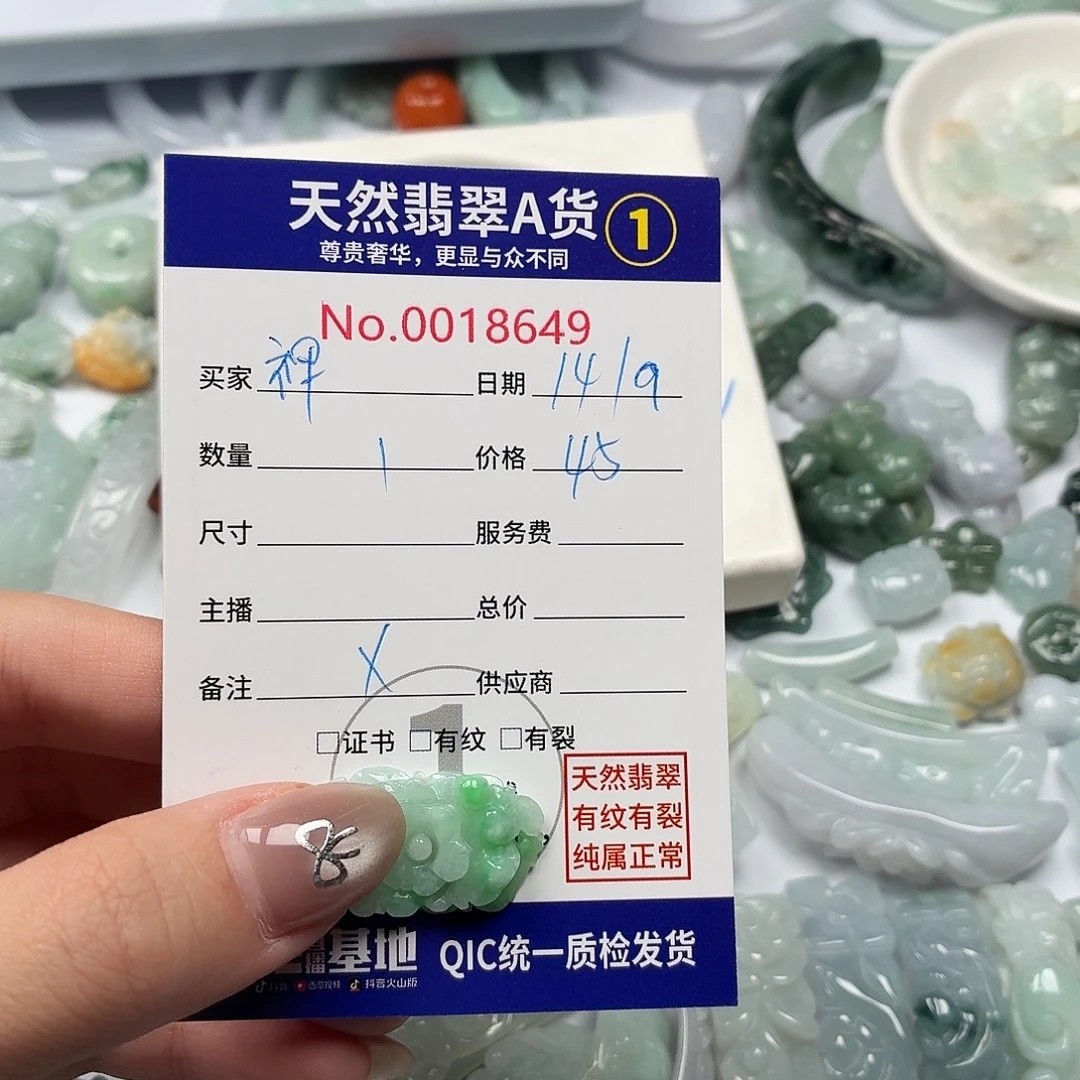 天然翡翠A货 1
尊贵奢华，更显与众不同
No.0018649
买家 禅 日期 14/9
数量 1 价格 45
尺寸 服务费
主播 总价
备注 X 供应商
□证书 □有纹 □有裂
1
天然翡翠
有纹有裂
纯属正常
播基地 QIC统一质检发货
抖音 西瓜视频 抖音火山版